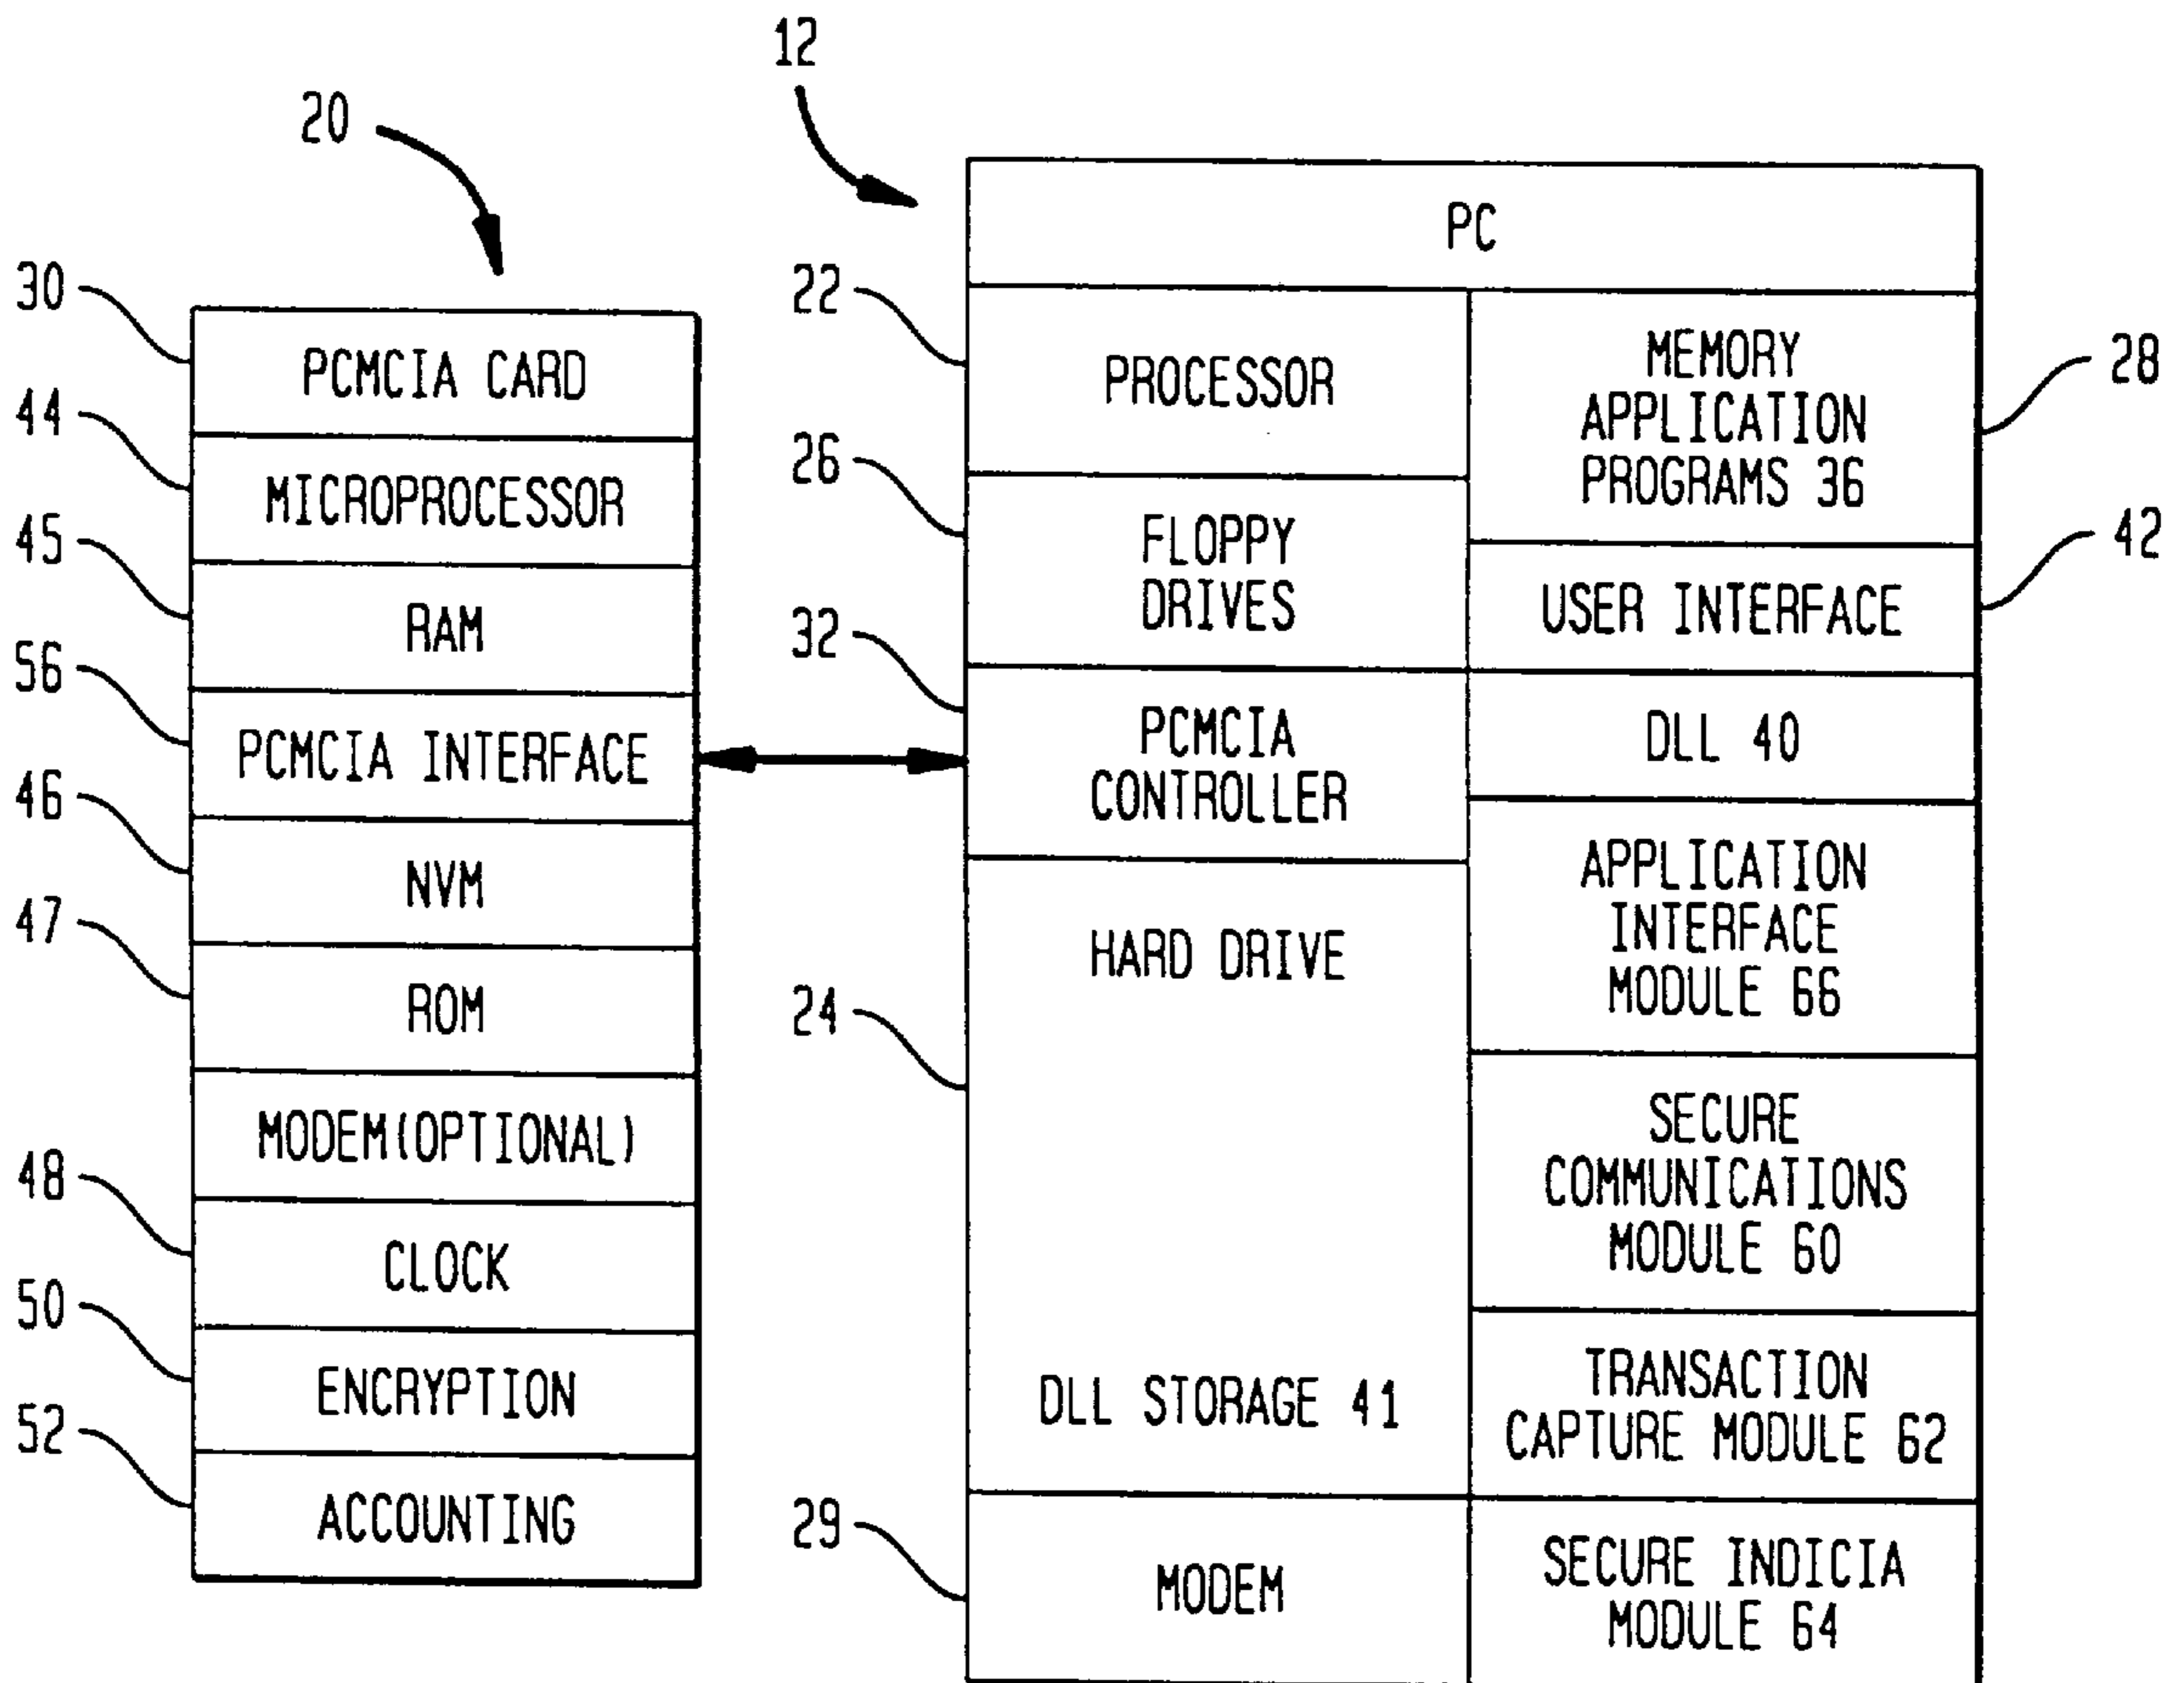 12
20
PC
30
PCMCIA CARD
44
MICROPROCESSOR
45
RAM
56
PCMCIA INTERFACE
46
NVM
47
ROM
MODEM(OPTIONAL)
48
CLOCK
50
ENCRYPTION
52
ACCOUNTING
22
PROCESSOR
26
FLOPPY
DRIVES
32
PCMCIA
CONTROLLER
24
HARD DRIVE
DLL STORAGE 41
29
MODEM
MEMORY
APPLICATION
PROGRAMS 36
28
USER INTERFACE
42
DLL 40
APPLICATION
INTERFACE
MODULE 66
SECURE
COMMUNICATIONS
MODULE 60
TRANSACTION
CAPTURE MODULE 62
SECURE INDICIA
MODULE 64